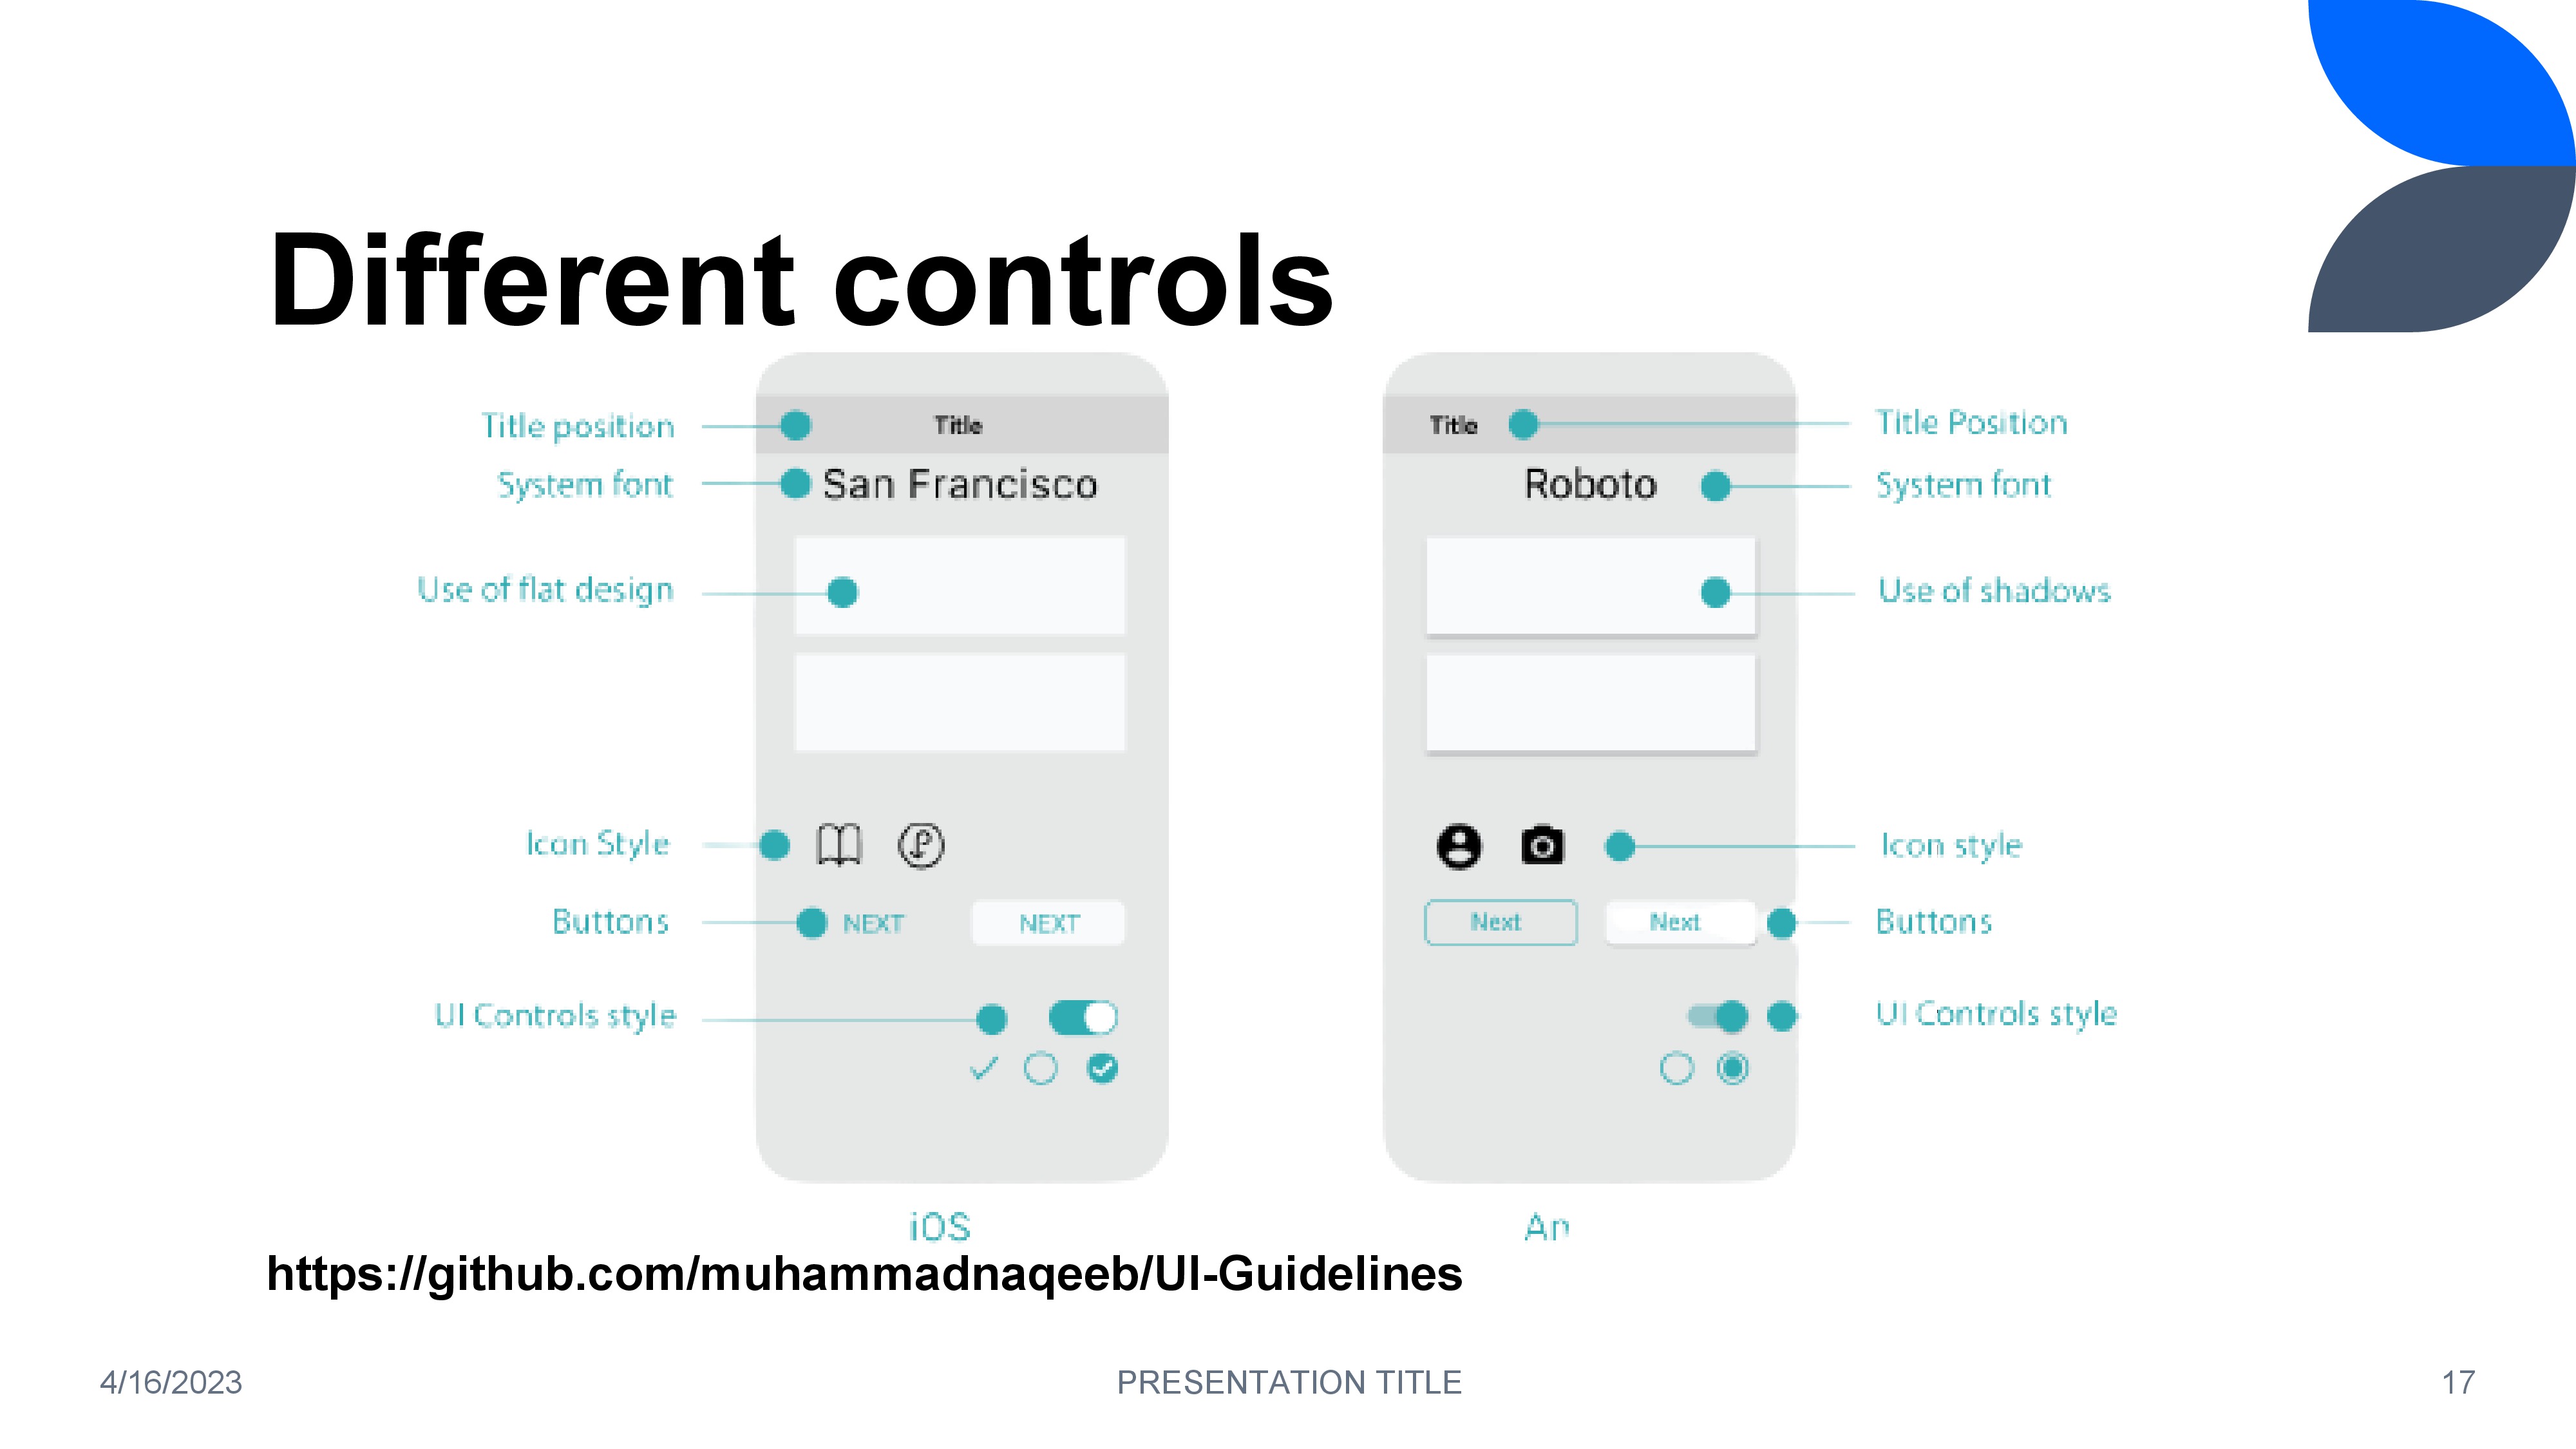 Different controls
Title position
Title
System font
San Francisco
Use of flat design
Icon Style
Buttons
NEXT NEXT
UI Controls style
iOS
Title
Title Position
Roboto
System font
Use of shadows
Icon style
Next Next
Buttons
UI Controls style
An
https://github.com/muhammadnaqeeb/UI-Guidelines
4/16/2023
PRESENTATION TITLE
17